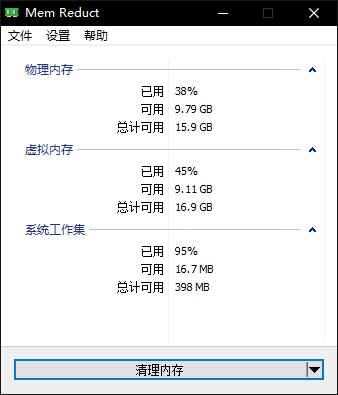 Mem Reduct
文件 设置 帮助
物理内存
已用 38%
可用 9.79 GB
总计可用 15.9 GB
虚拟内存
已用 45%
可用 9.11 GB
总计可用 16.9 GB
系统工作集
已用 95%
可用 16.7 MB
总计可用 398 MB
清理内存